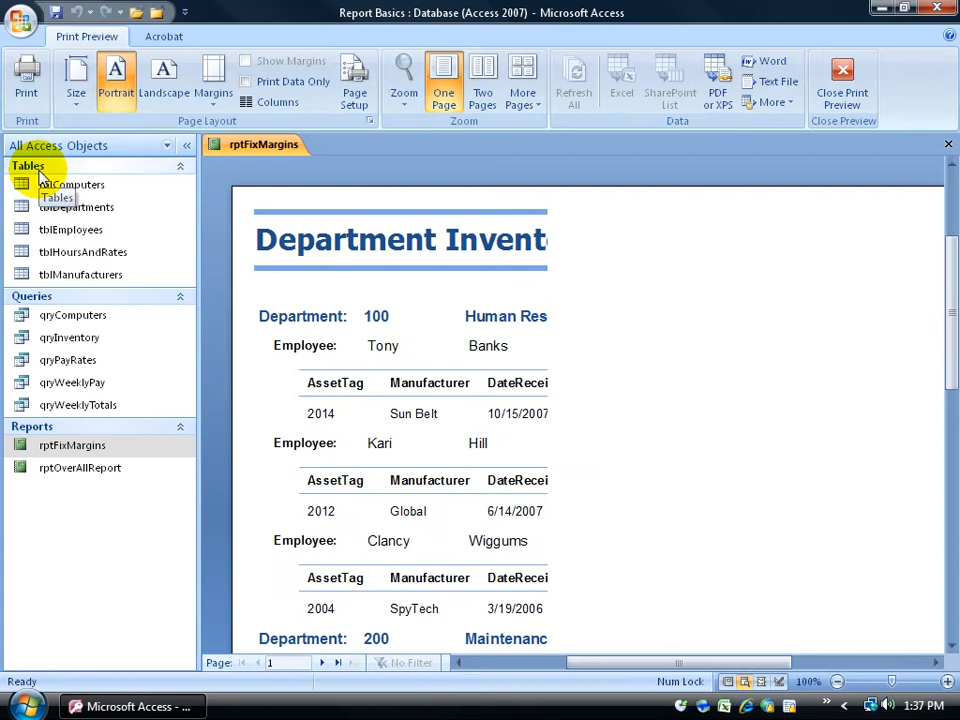 Report Basics : Database (Access 2007) - Microsoft Access
Print Preview Acrobat
Print Size Portrait Landscape Margins Show Margins Print Data Only Columns Page Setup Zoom One Page Two Pages More Pages Refresh All Excel SharePoint List PDF or XPS Word Text File More Close Print Preview
Print Page Layout Zoom Data Close Preview
All Access Objects «
rptFixMargins
Tables
Computers
Tables
tblDepartments
tblEmployees
tblHoursAndRates
tblManufacturers
Queries
qryComputers
qryInventory
qryPayRates
qryWeeklyPay
qryWeeklyTotals
Reports
rptFixMargins
rptOverAllReport
Department Invent
Department: 100 Human Res
Employee: Tony Banks
AssetTag Manufacturer DateRecei
2014 Sun Belt 10/15/2007
Employee: Kari Hill
AssetTag Manufacturer DateRecei
2012 Global 6/14/2007
Employee: Clancy Wiggums
AssetTag Manufacturer DateRecei
2004 SpyTech 3/19/2006
Department: 200 Maintenanc
Page: 1 No Filter
Ready Num Lock 100%
Microsoft Access - ... » 1:37 PM